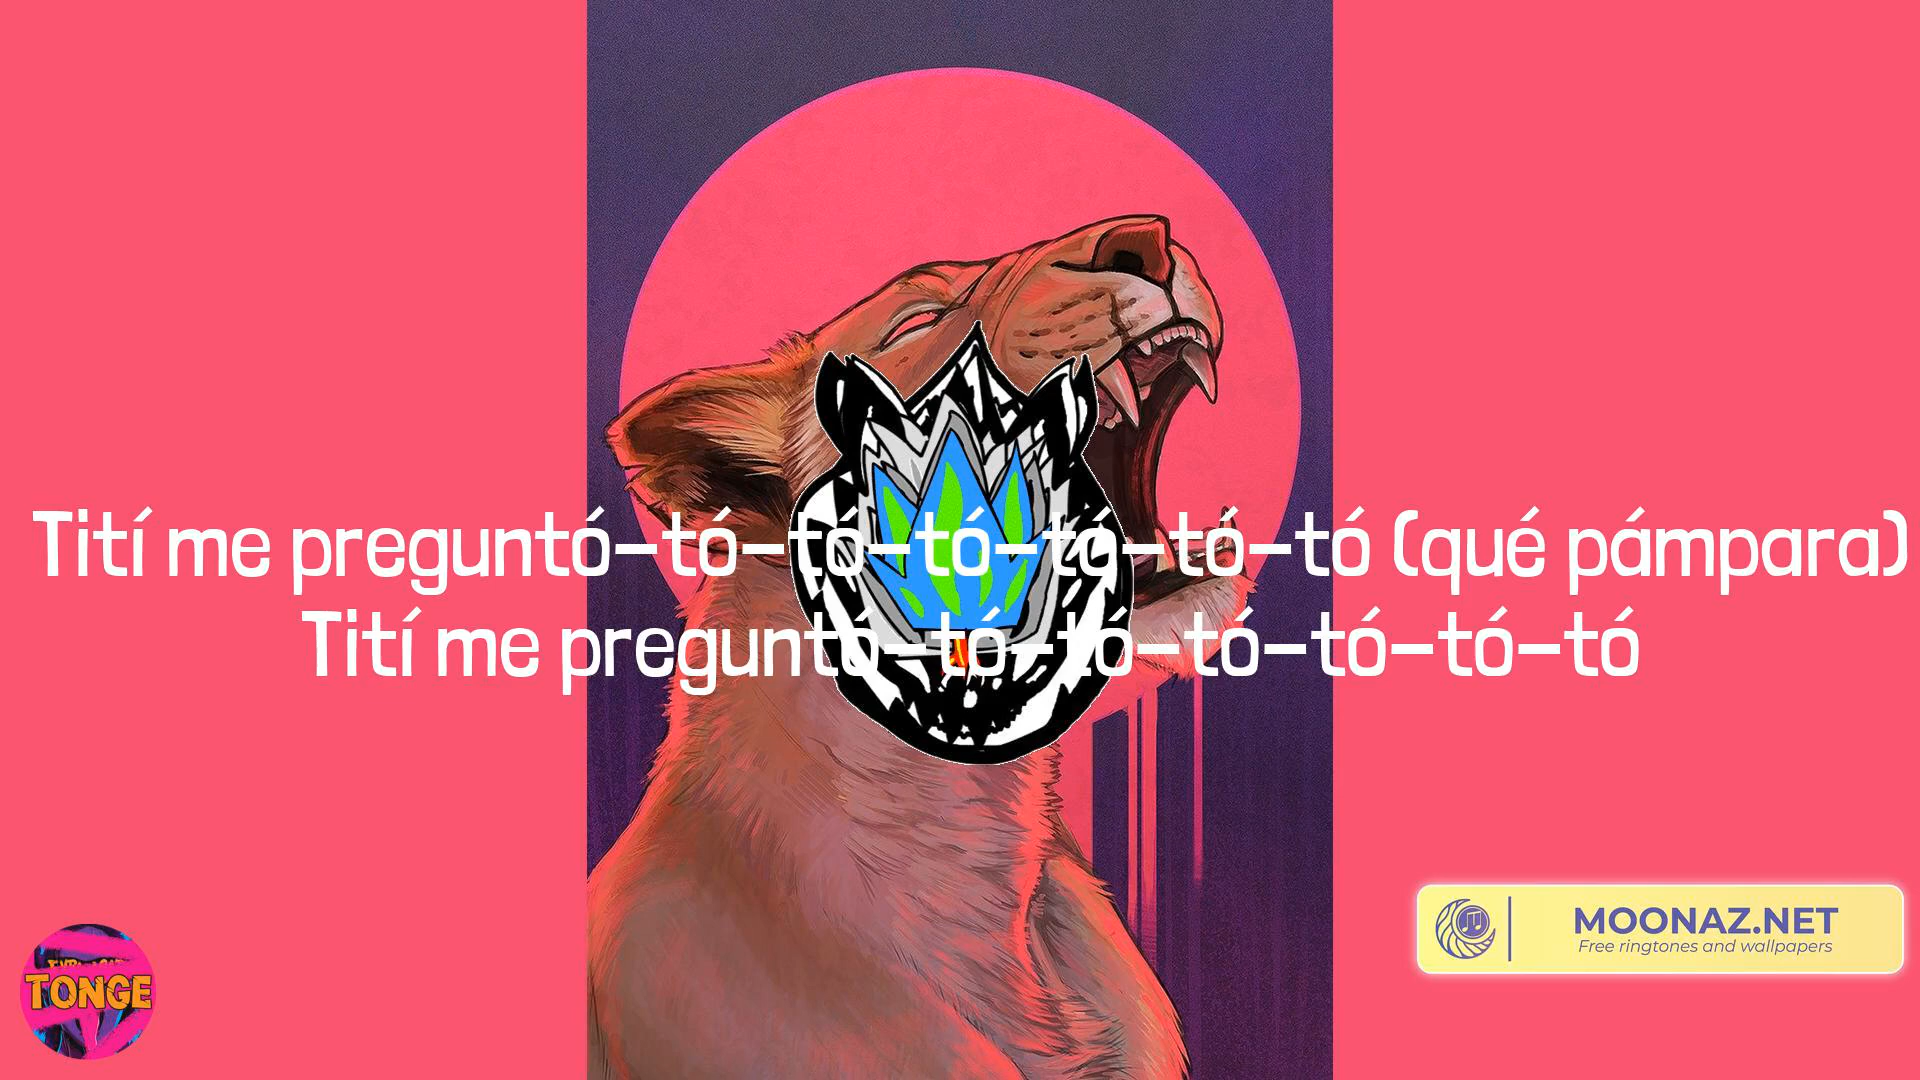 Tití me preguntó-tó-tó-tó-tó-tó-tó (qué pámpara)
Tití me preguntó-tó-tó-tó-tó-tó-tó
TONGE
MOONAZ.NET
Free ringtones and wallpapers